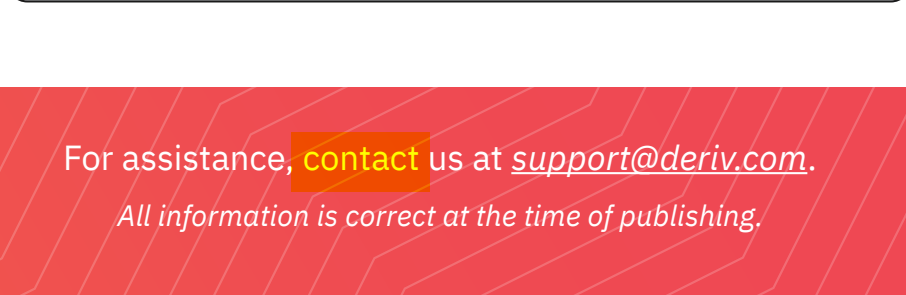 For assistance, contact us at support@deriv.com.
All information is correct at the time of publishing.